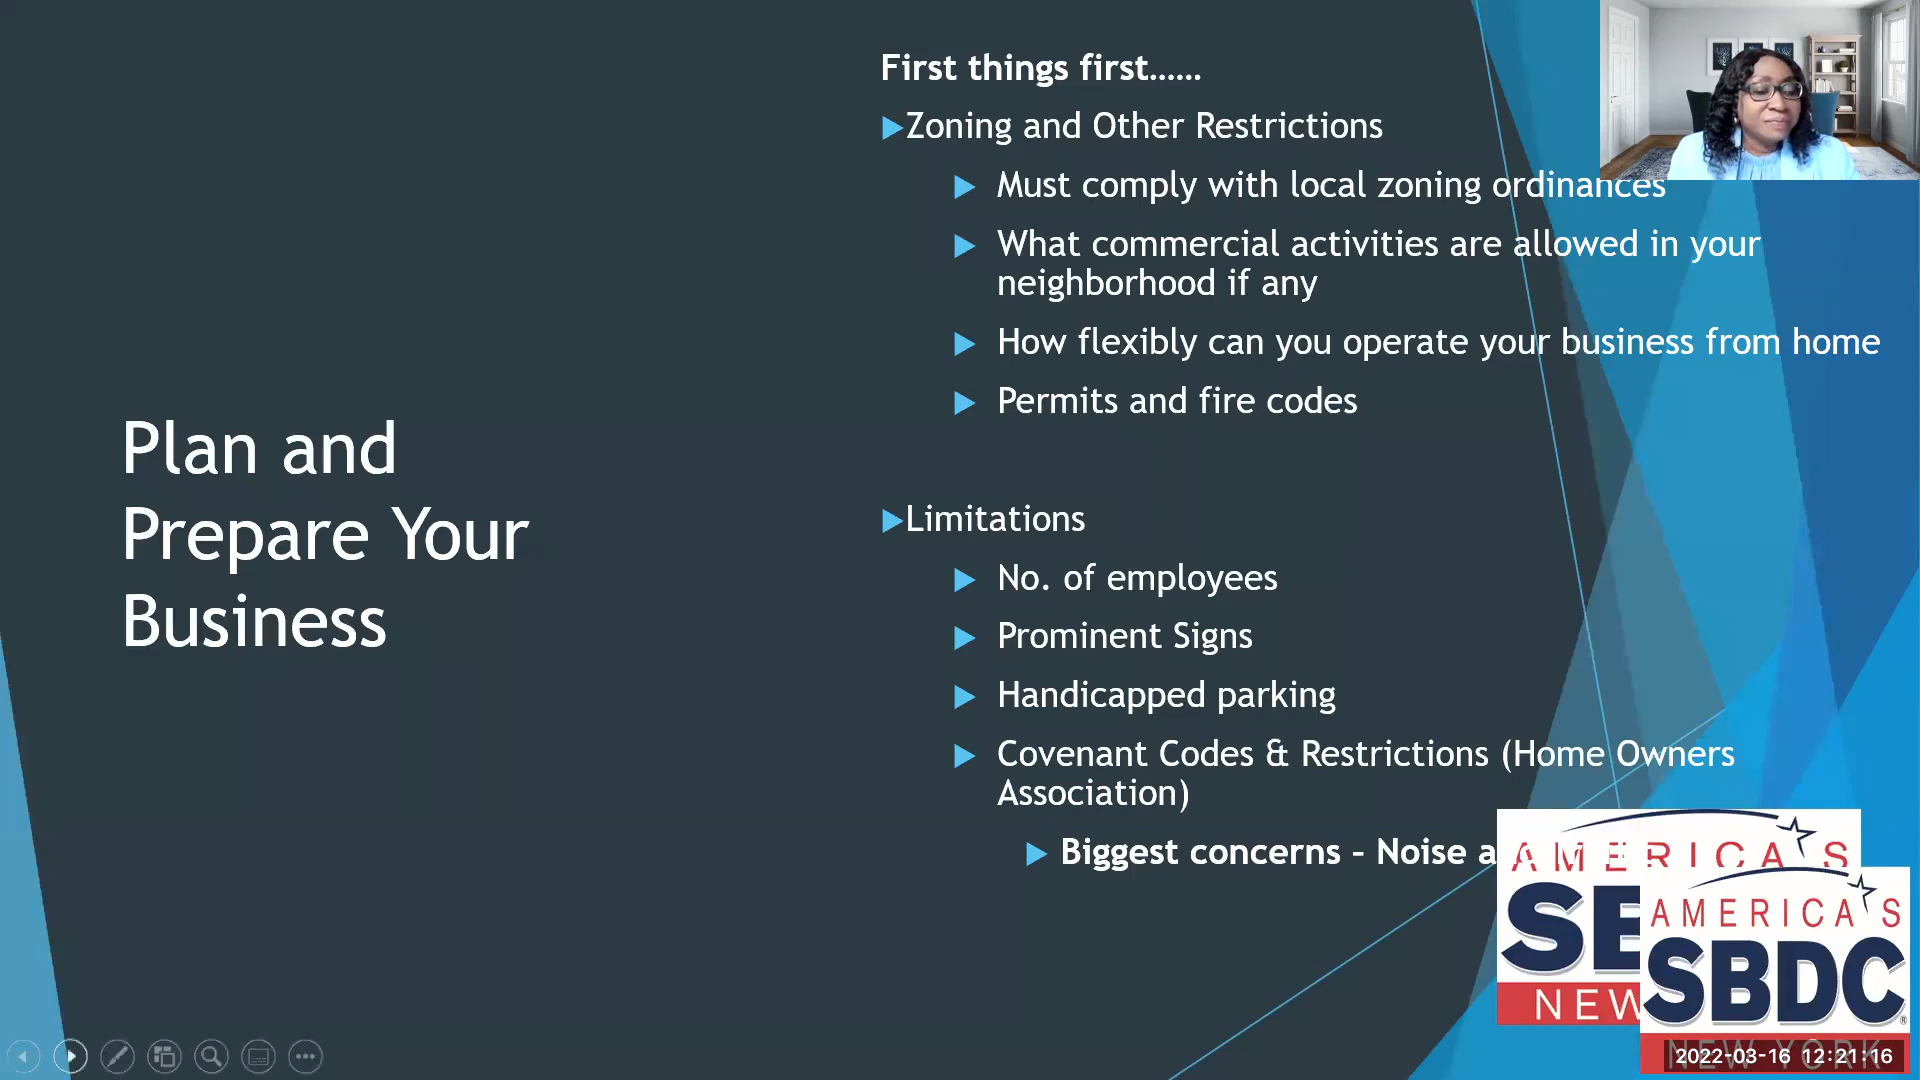 First things first......
Zoning and Other Restrictions
Must comply with local zoning ordinances
What commercial activities are allowed in your
neighborhood if any
How flexibly can you operate your business from home
Permits and fire codes
Plan and
Prepare Your
Business
Limitations
No. of employees
Prominent Signs
Handicapped parking
Covenant Codes & Restrictions (Home Owners
Association)
Biggest concerns – Noise a
AMERICA'S
SB
NEW
AMERICA'S
SBDC®
NEW YORK
2022-03-16 12:21:16